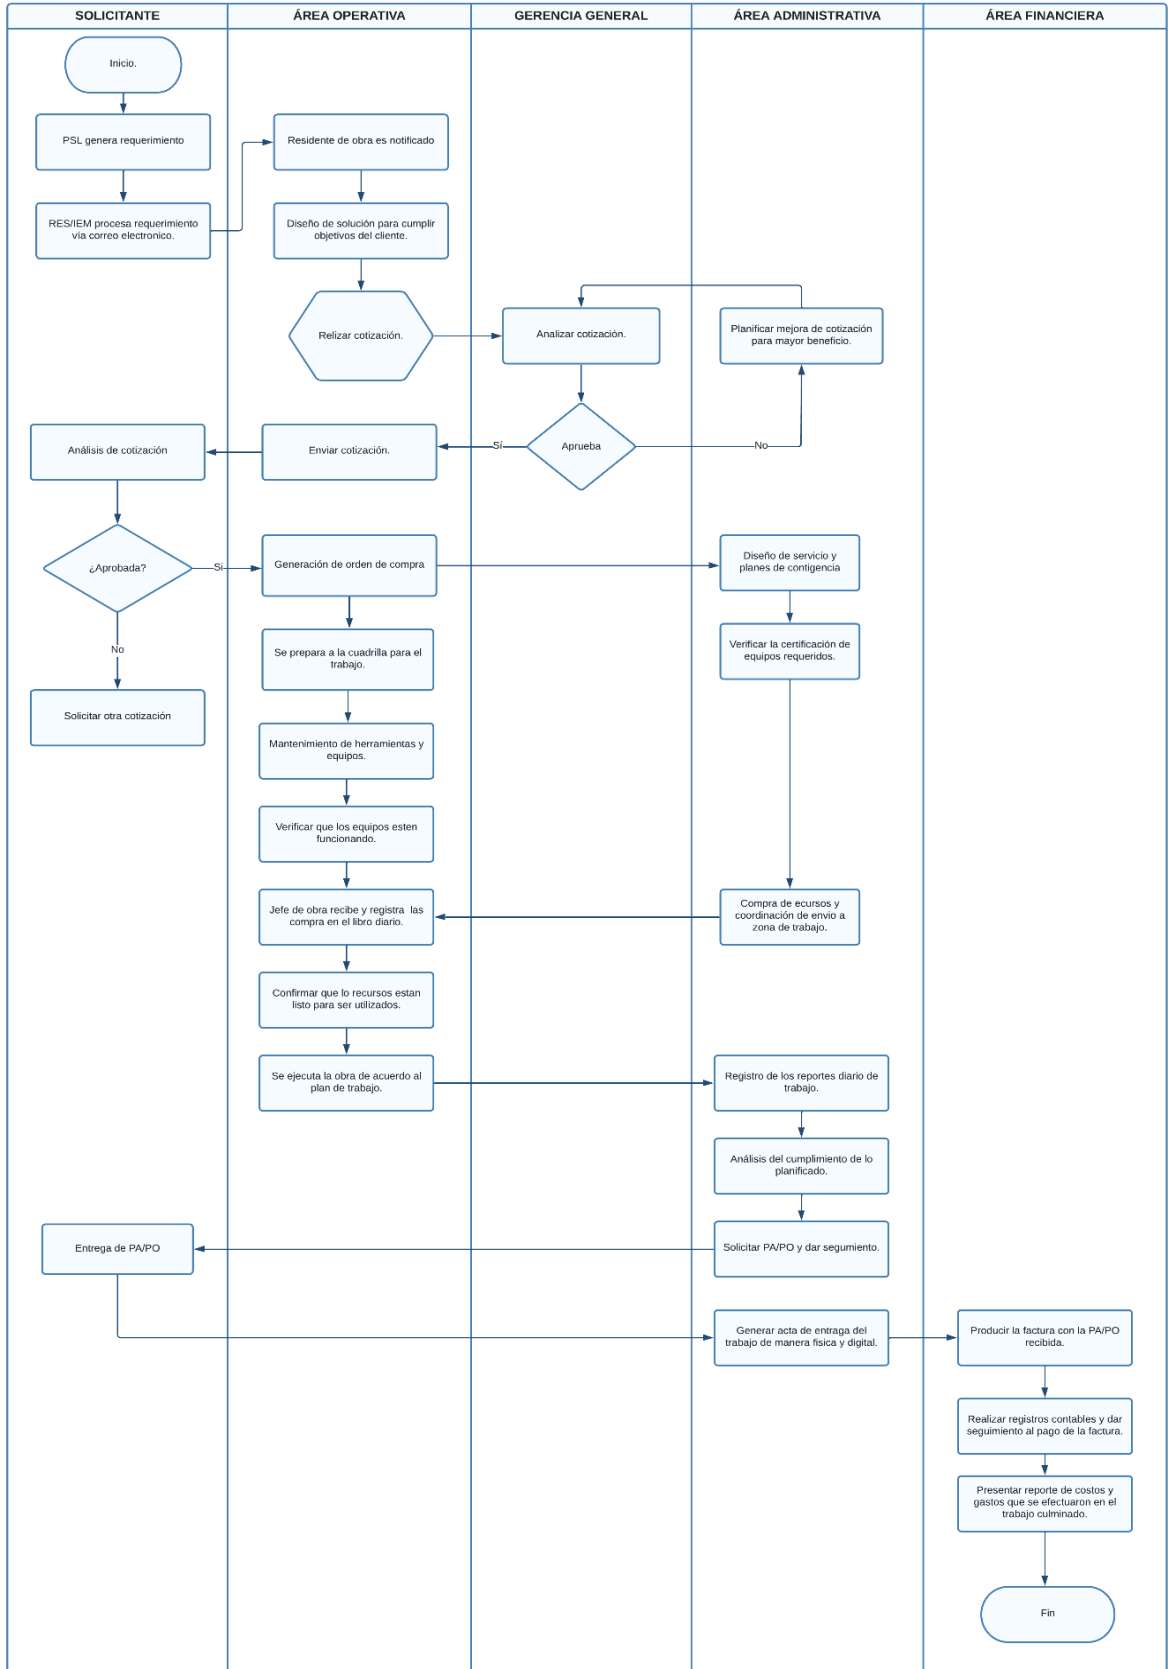 SOLICITANTE
ÁREA OPERATIVA
GERENCIA GENERAL
ÁREA ADMINISTRATIVA
ÁREA FINANCIERA
Inicio.
PSL genera requerimiento
Residente de obra es notificado
RES/IEM procesa requerimiento
vía correo electronico.
Diseño de solución para cumplir
objetivos del cliente.
Relizar cotización.
Analizar cotización.
Planificar mejora de cotización
para mayor beneficio.
Análisis de cotización
Enviar cotización.
Sí
Aprueba
No
¿Aprobada?
Si
Generación de orden de compra
Diseño de servicio y
planes de contigencia
No
Se prepara a la cuadrilla para el
trabajo.
Verificar la certificación de
equipos requeridos.
Solicitar otra cotización
Mantenimiento de herramientas y
equipos.
Verificar que los equipos esten
funcionando.
Jefe de obra recibe y registra  las
compra en el libro diario.
Compra de ecursos y
coordinación de envio a
zona de trabajo.
Confirmar que lo recursos estan
listo para ser utilizados.
Se ejecuta la obra de acuerdo al
plan de trabajo.
Registro de los reportes diario de
trabajo.
Análisis del cumplimiento de lo
planificado.
Entrega de PA/PO
Solicitar PA/PO y dar segumiento.
Generar acta de entraga del
trabajo de manera fisica y digital.
Producir la factura con la PA/PO
recibida.
Realizar registros contables y dar
seguimiento al pago de la factura.
Presentar reporte de costos y
gastos que se efectuaron en el
trabajo culminado.
Fin